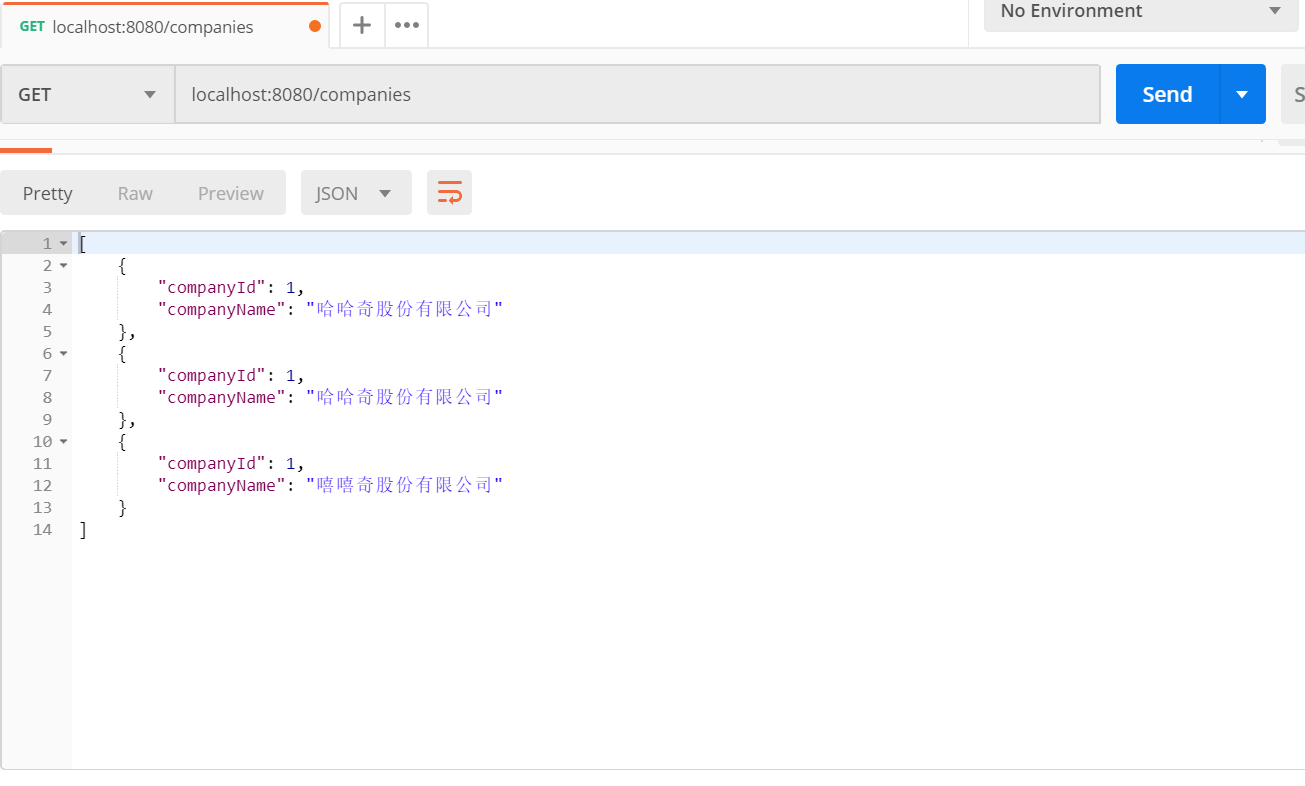 GET localhost:8080/companies
No Environment
GET localhost:8080/companies Send S
Pretty Raw Preview JSON
1 [
2 {
3 "companyId": 1,
4 "companyName": "哈哈奇股份有限公司"
5 },
6 {
7 "companyId": 1,
8 "companyName": "哈哈奇股份有限公司"
9 },
10 {
11 "companyId": 1,
12 "companyName": "嘻嘻奇股份有限公司"
13 }
14 ]